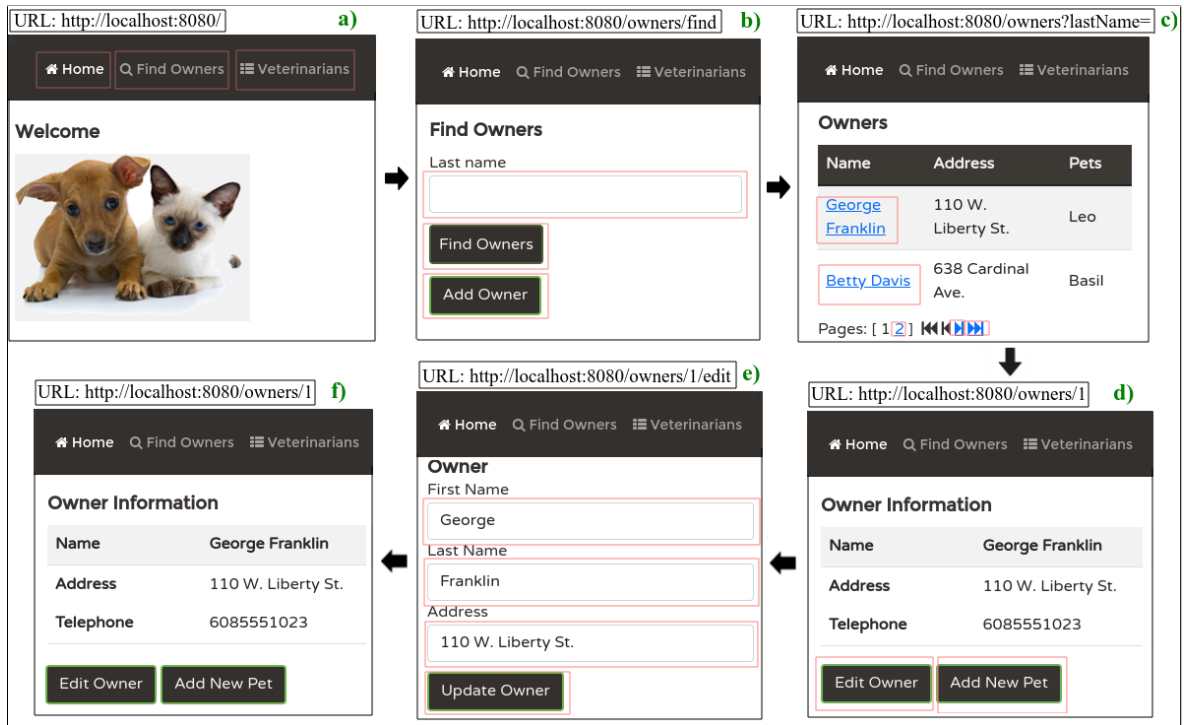 URL: http://localhost:8080/
a)
Home Find Owners Veterinarians
Welcome
URL: http://localhost:8080/owners/find
b)
Home Find Owners Veterinarians
Find Owners
Last name
Find Owners
Add Owner
URL: http://localhost:8080/owners?lastName=
c)
Home Find Owners Veterinarians
Owners
Name Address Pets
George Franklin 110 W. Liberty St. Leo
Betty Davis 638 Cardinal Ave. Basil
Pages: [ 1 2 ]
URL: http://localhost:8080/owners/1
d)
Home Find Owners Veterinarians
Owner Information
Name George Franklin
Address 110 W. Liberty St.
Telephone 6085551023
Edit Owner Add New Pet
URL: http://localhost:8080/owners/1/edit
e)
Home Find Owners Veterinarians
Owner
First Name
George
Last Name
Franklin
Address
110 W. Liberty St.
Update Owner
URL: http://localhost:8080/owners/1
f)
Home Find Owners Veterinarians
Owner Information
Name George Franklin
Address 110 W. Liberty St.
Telephone 6085551023
Edit Owner Add New Pet